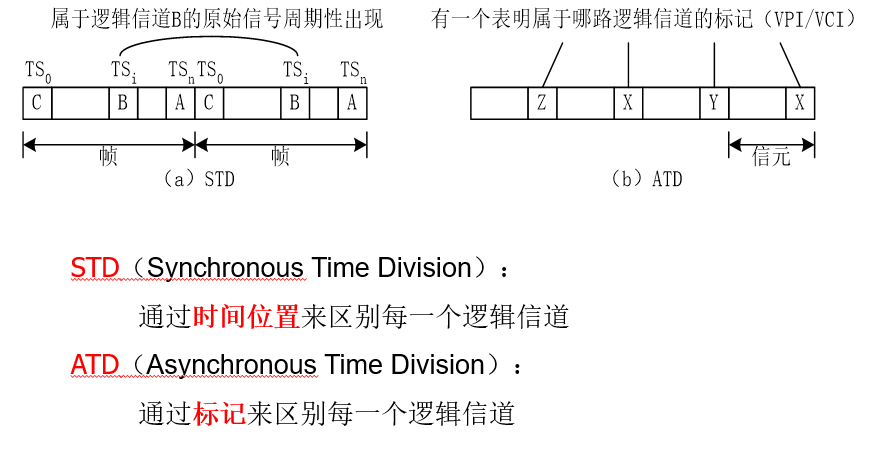 属于逻辑信道B的原始信号周期性出现
有一个表明属于哪路逻辑信道的标记（VPI/VCI）
TS0 TSi TSn TS0 TSi TSn
C B A C B A
Z X Y X
帧 帧
信元
（a）STD
（b）ATD
STD（Synchronous Time Division）：
通过时间位置来区别每一个逻辑信道
ATD（Asynchronous Time Division）：
通过标记来区别每一个逻辑信道